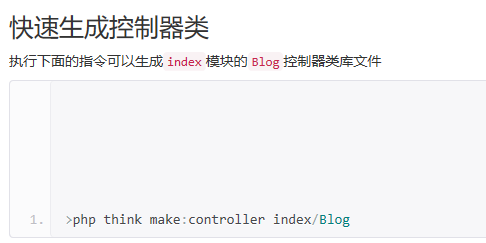 快速生成控制器类
执行下面的指令可以生成 index 模块的 Blog 控制器类库文件
1. >php think make:controller index/Blog